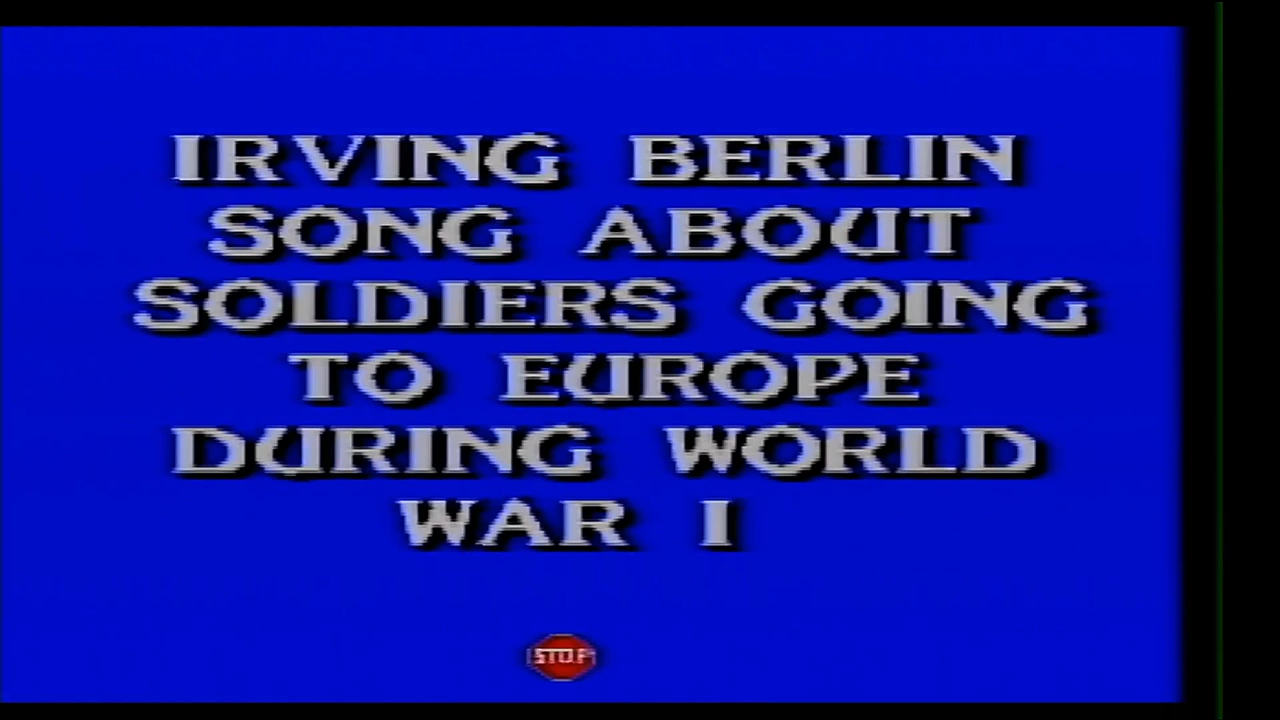 IRVING BERLIN
SONG ABOUT
SOLDIERS GOING
TO EUROPE
DURING WORLD
WAR I
STOP